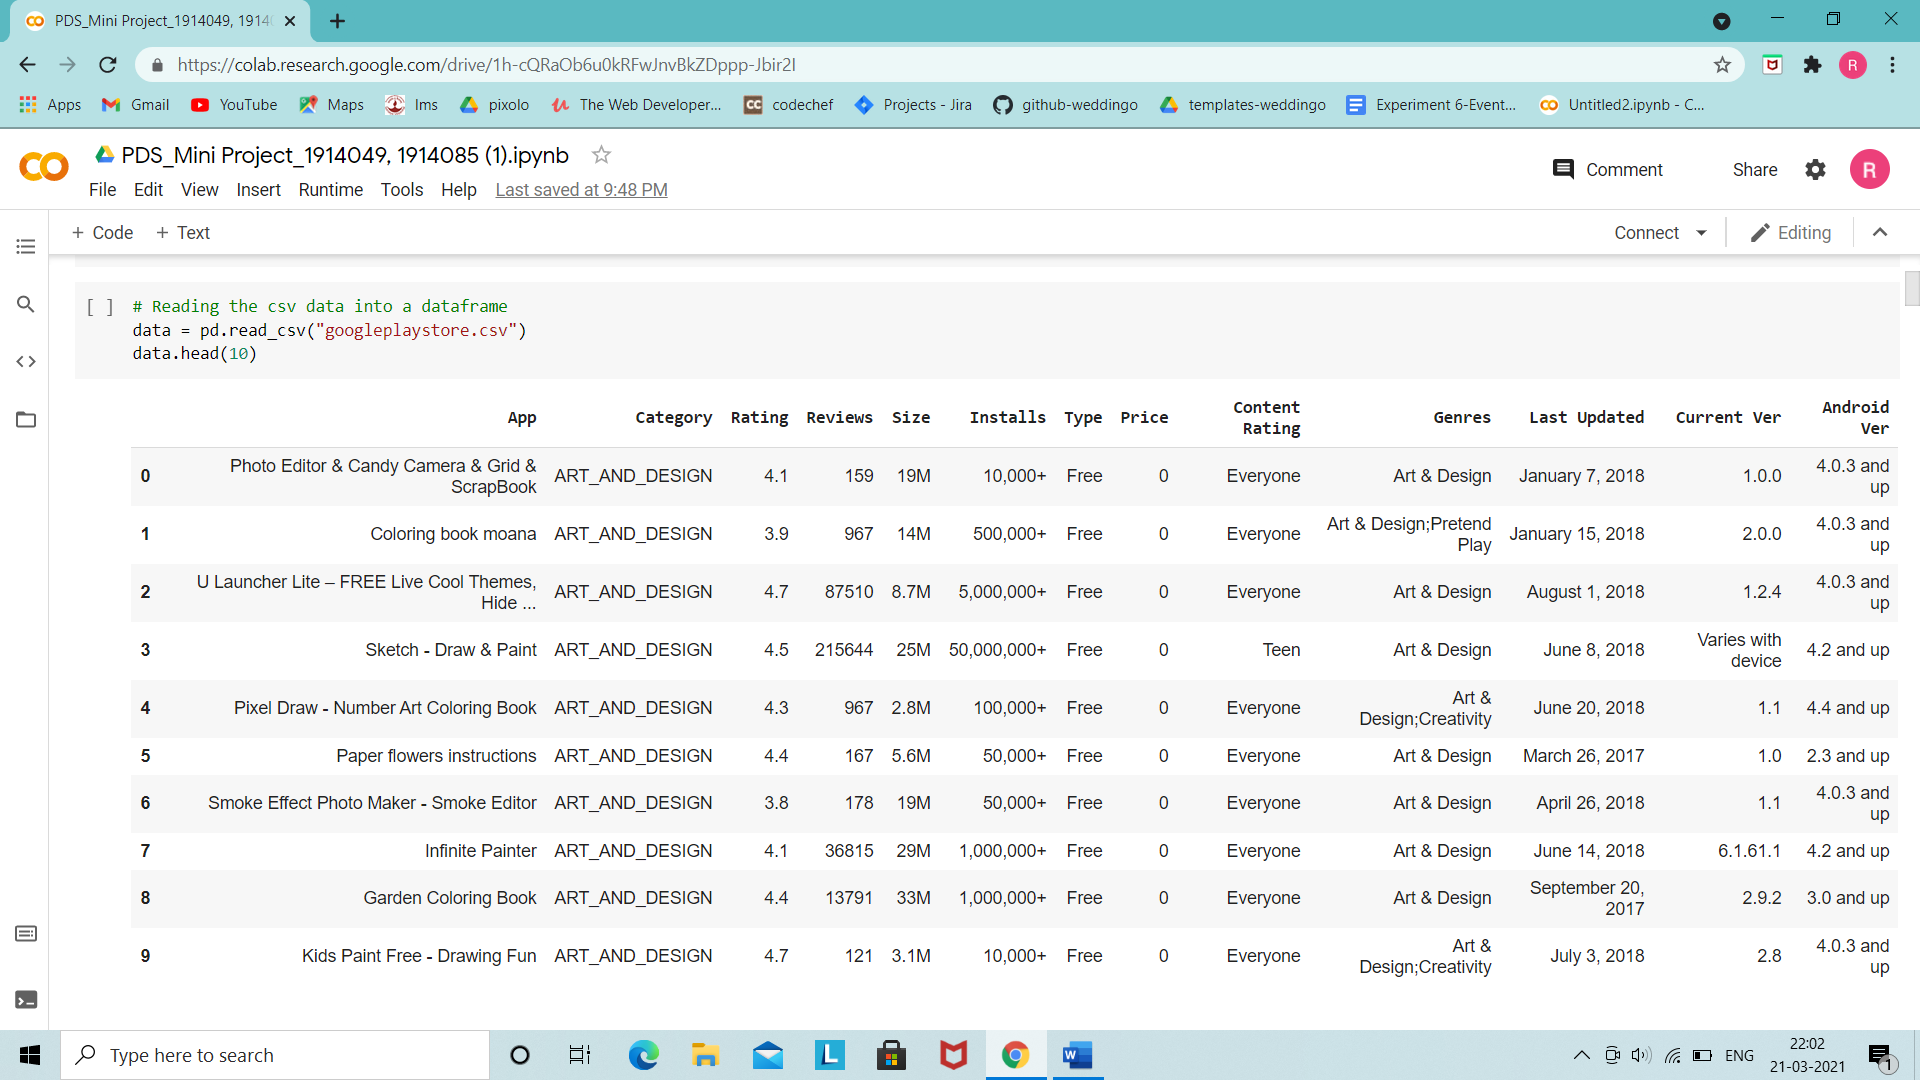 PDS_Mini Project_1914049, 1914
https://colab.research.google.com/drive/1h-cQRaOb6u0kRFwJnvBkZDppp-Jbir2I
R
Apps Gmail YouTube Maps Ims pixolo The Web Developer... codechef Projects - Jira github-weddingo templates-weddingo Experiment 6-Event... Untitled2.ipynb - C...
PDS_Mini Project_1914049, 1914085 (1).ipynb
Comment Share R
File Edit View Insert Runtime Tools Help Last saved at 9:48 PM
+ Code + Text Connect Editing
[ ] # Reading the csv data into a dataframe
data = pd.read_csv("googleplaystore.csv")
data.head(10)
App Category Rating Reviews Size Installs Type Price Content Rating Genres Last Updated Current Ver Android Ver
0 Photo Editor & Candy Camera & Grid & ScrapBook ART_AND_DESIGN 4.1 159 19M 10,000+ Free 0 Everyone Art & Design January 7, 2018 1.0.0 4.0.3 and up
1 Coloring book moana ART_AND_DESIGN 3.9 967 14M 500,000+ Free 0 Everyone Art & Design;Pretend Play January 15, 2018 2.0.0 4.0.3 and up
2 U Launcher Lite – FREE Live Cool Themes, Hide ... ART_AND_DESIGN 4.7 87510 8.7M 5,000,000+ Free 0 Everyone Art & Design August 1, 2018 1.2.4 4.0.3 and up
3 Sketch - Draw & Paint ART_AND_DESIGN 4.5 215644 25M 50,000,000+ Free 0 Teen Art & Design June 8, 2018 Varies with device 4.2 and up
4 Pixel Draw - Number Art Coloring Book ART_AND_DESIGN 4.3 967 2.8M 100,000+ Free 0 Everyone Art & Design;Creativity June 20, 2018 1.1 4.4 and up
5 Paper flowers instructions ART_AND_DESIGN 4.4 167 5.6M 50,000+ Free 0 Everyone Art & Design March 26, 2017 1.0 2.3 and up
6 Smoke Effect Photo Maker - Smoke Editor ART_AND_DESIGN 3.8 178 19M 50,000+ Free 0 Everyone Art & Design April 26, 2018 1.1 4.0.3 and up
7 Infinite Painter ART_AND_DESIGN 4.1 36815 29M 1,000,000+ Free 0 Everyone Art & Design June 14, 2018 6.1.61.1 4.2 and up
8 Garden Coloring Book ART_AND_DESIGN 4.4 13791 33M 1,000,000+ Free 0 Everyone Art & Design September 20, 2017 2.9.2 3.0 and up
9 Kids Paint Free - Drawing Fun ART_AND_DESIGN 4.7 121 3.1M 10,000+ Free 0 Everyone Art & Design;Creativity July 3, 2018 2.8 4.0.3 and up
Type here to search
ENG
22:02
21-03-2021
1